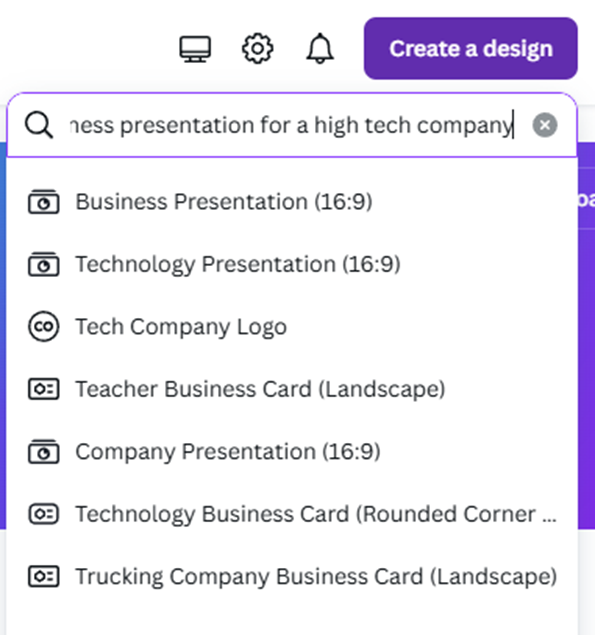 Create a design
ness presentation for a high tech company
Business Presentation (16:9)
Technology Presentation (16:9)
CO Tech Company Logo
Teacher Business Card (Landscape)
Company Presentation (16:9)
Technology Business Card (Rounded Corner ...
Trucking Company Business Card (Landscape)